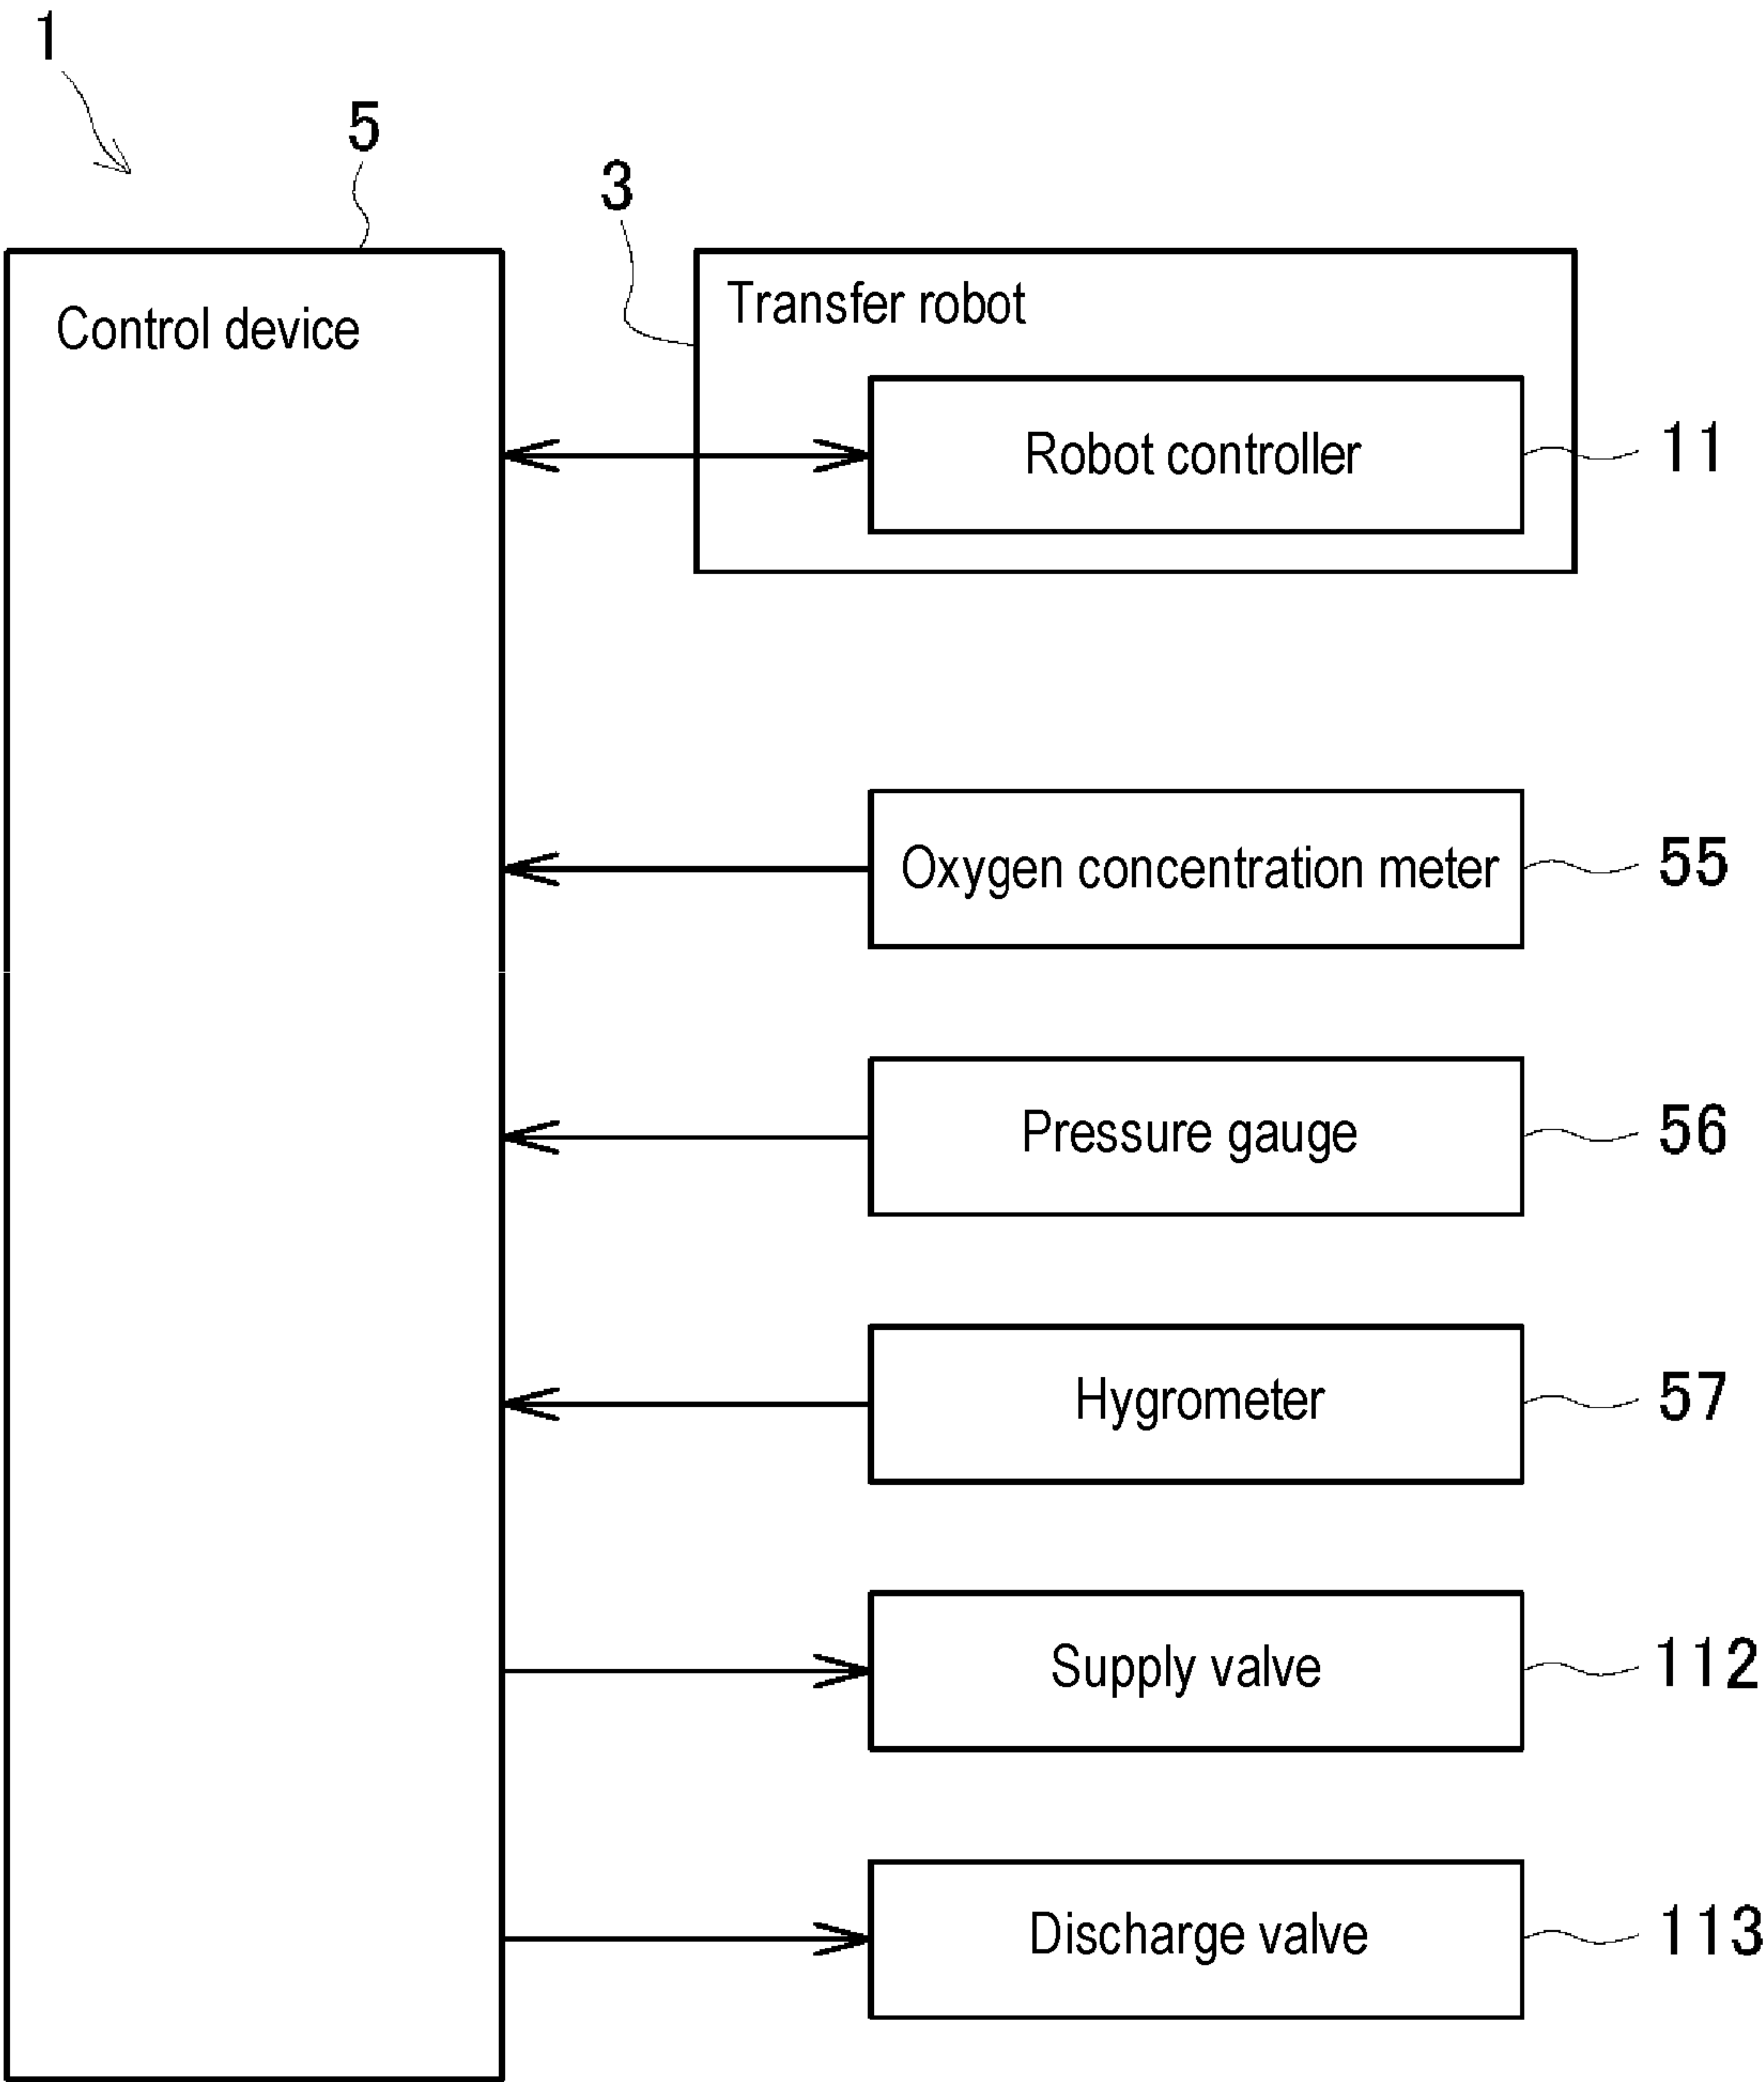 1
5
3
Control device
Transfer robot
Robot controller
11
Oxygen concentration meter
55
Pressure gauge
56
Hygrometer
57
Supply valve
112
Discharge valve
113